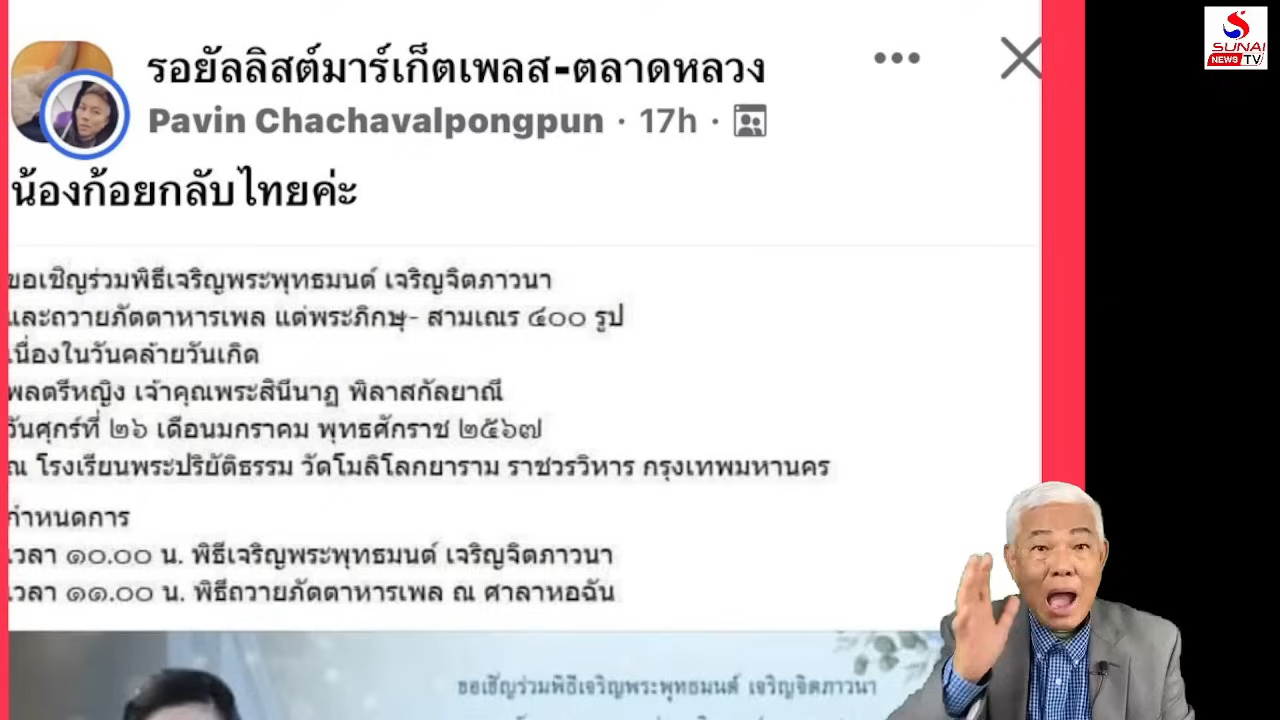 SUNAI
NEWS TV
รอยัลลิสต์มาร์เก็ตเพลส-ตลาดหลวง
Pavin Chachavalpongpun · 17h ·
น้องก้อยกลับไทยค่ะ
ขอเชิญร่วมพิธีเจริญพระพุทธมนต์ เจริญจิตภาวนา
และถวายภัตตาหารเพล แด่พระภิกษุ- สามเณร ๔๐๐ รูป
เนื่องในวันคล้ายวันเกิด
พลตรีหญิง เจ้าคุณพระสินีนาฏ พิลาสกัลยาณี
วันศุกร์ที่ ๒๖ เดือนมกราคม พุทธศักราช ๒๕๖๗
ณ โรงเรียนพระปริยัติธรรม วัดโมลิโลกยาราม ราชวรวิหาร กรุงเทพมหานคร
กำหนดการ
เวลา ๑๐.๐๐ น. พิธีเจริญพระพุทธมนต์ เจริญจิตภาวนา
เวลา ๑๑.๐๐ น. พิธีถวายภัตตาหารเพล ณ ศาลาหอฉัน
ขอเชิญร่วมพิธีเจริญพระพุทธมนต์ เจริญจิตภาวนา